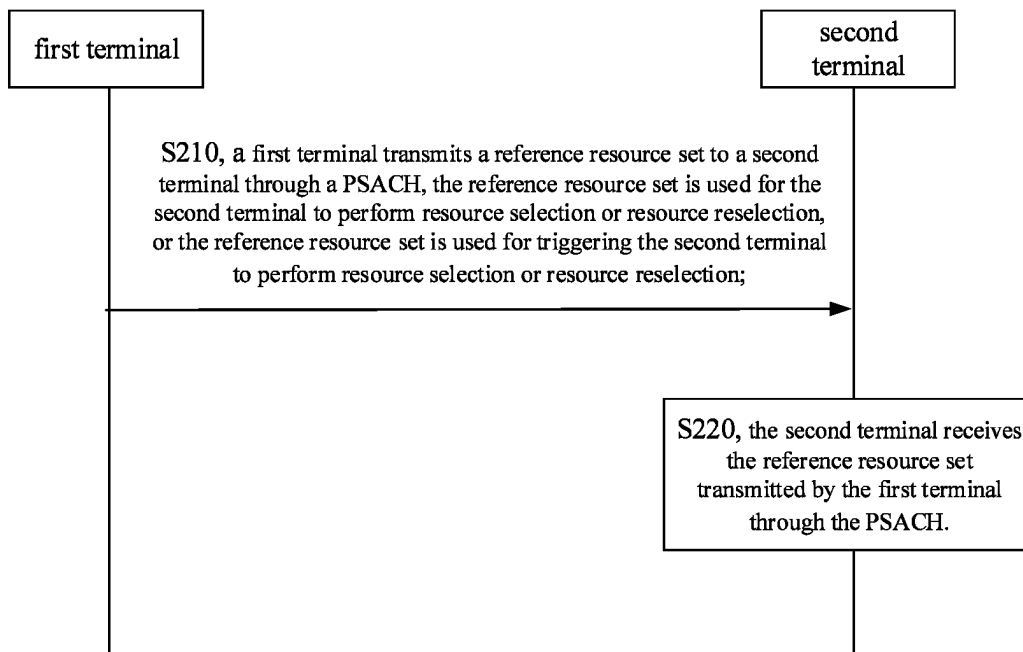 first terminal
second
terminal
S210, a first terminal transmits a reference resource set to a second
terminal through a PSACH, the reference resource set is used for the
second terminal to perform resource selection or resource reselection,
or the reference resource set is used for triggering the second terminal
to perform resource selection or resource reselection;
S220, the second terminal receives
the reference resource set
transmitted by the first terminal
through the PSACH.